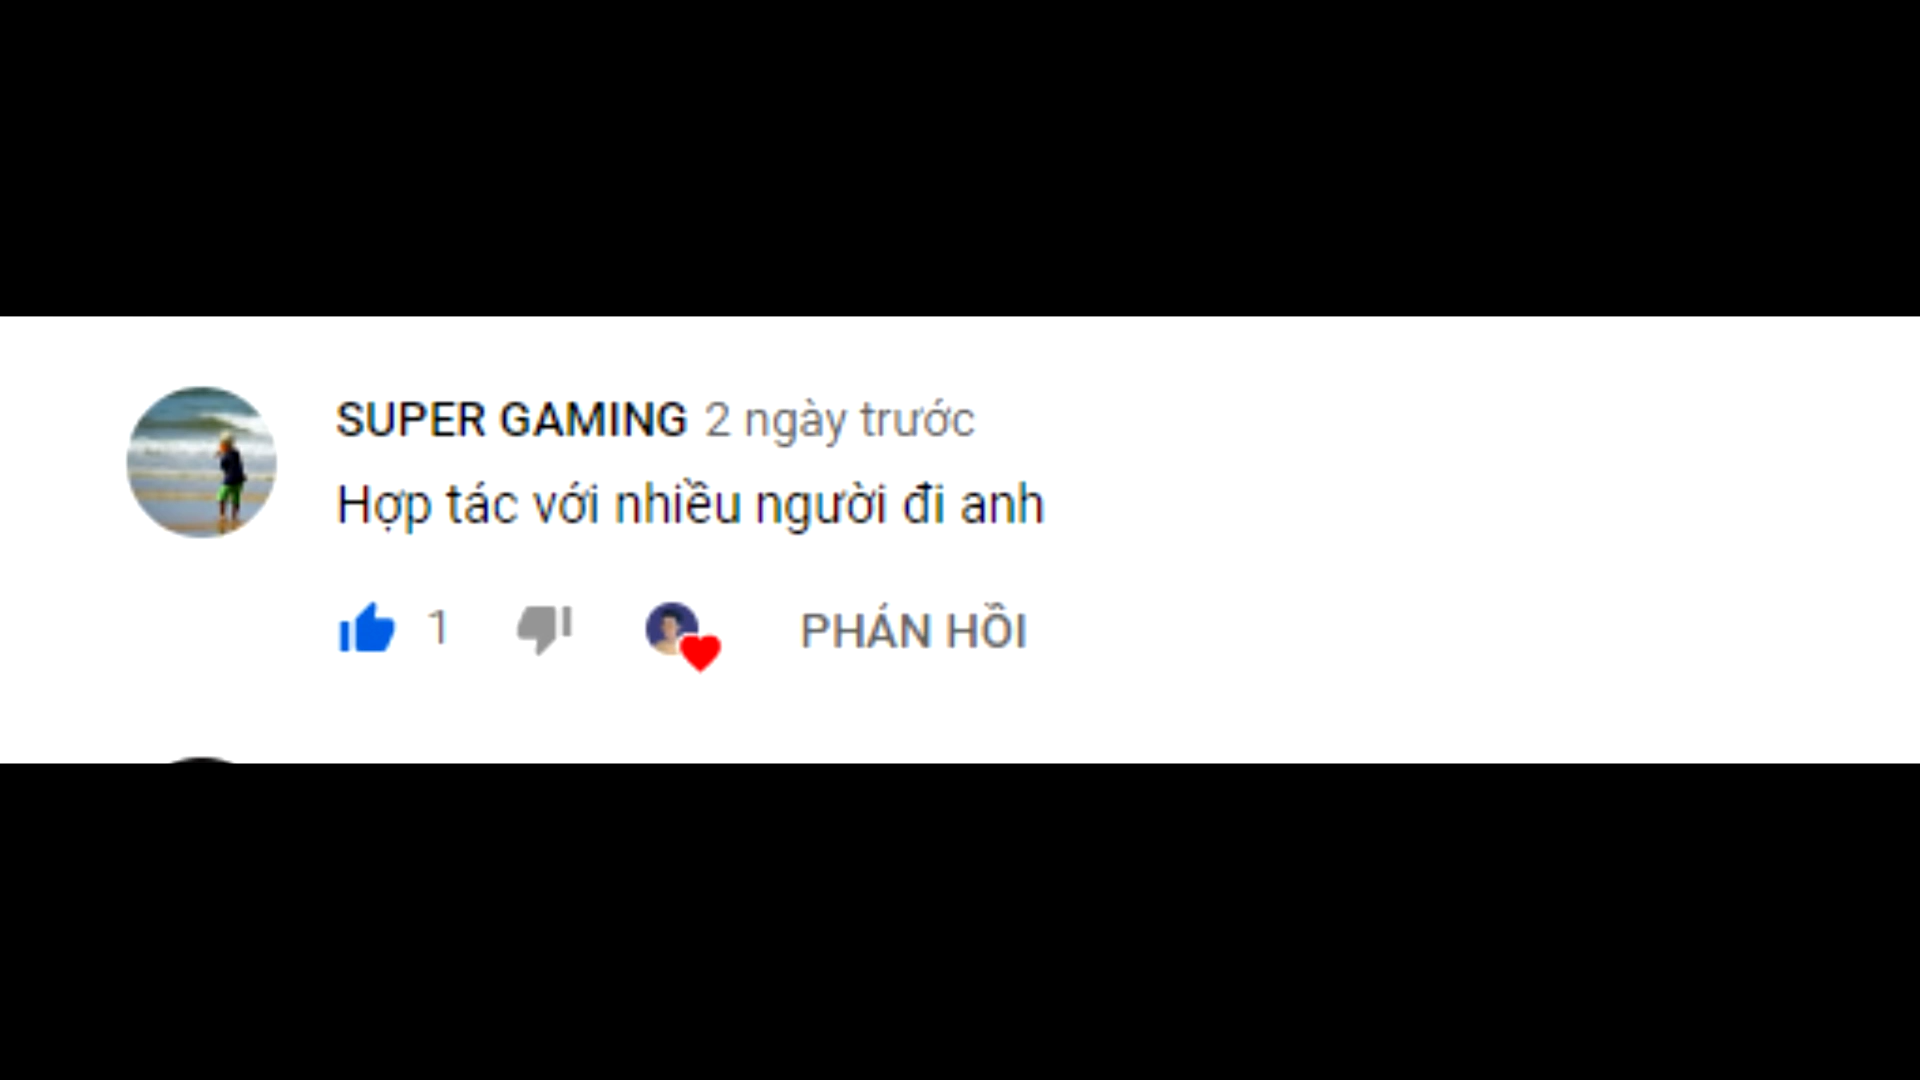 SUPER GAMING 2 ngày trước
Hợp tác với nhiều người đi anh
1
PHẢN HỒI